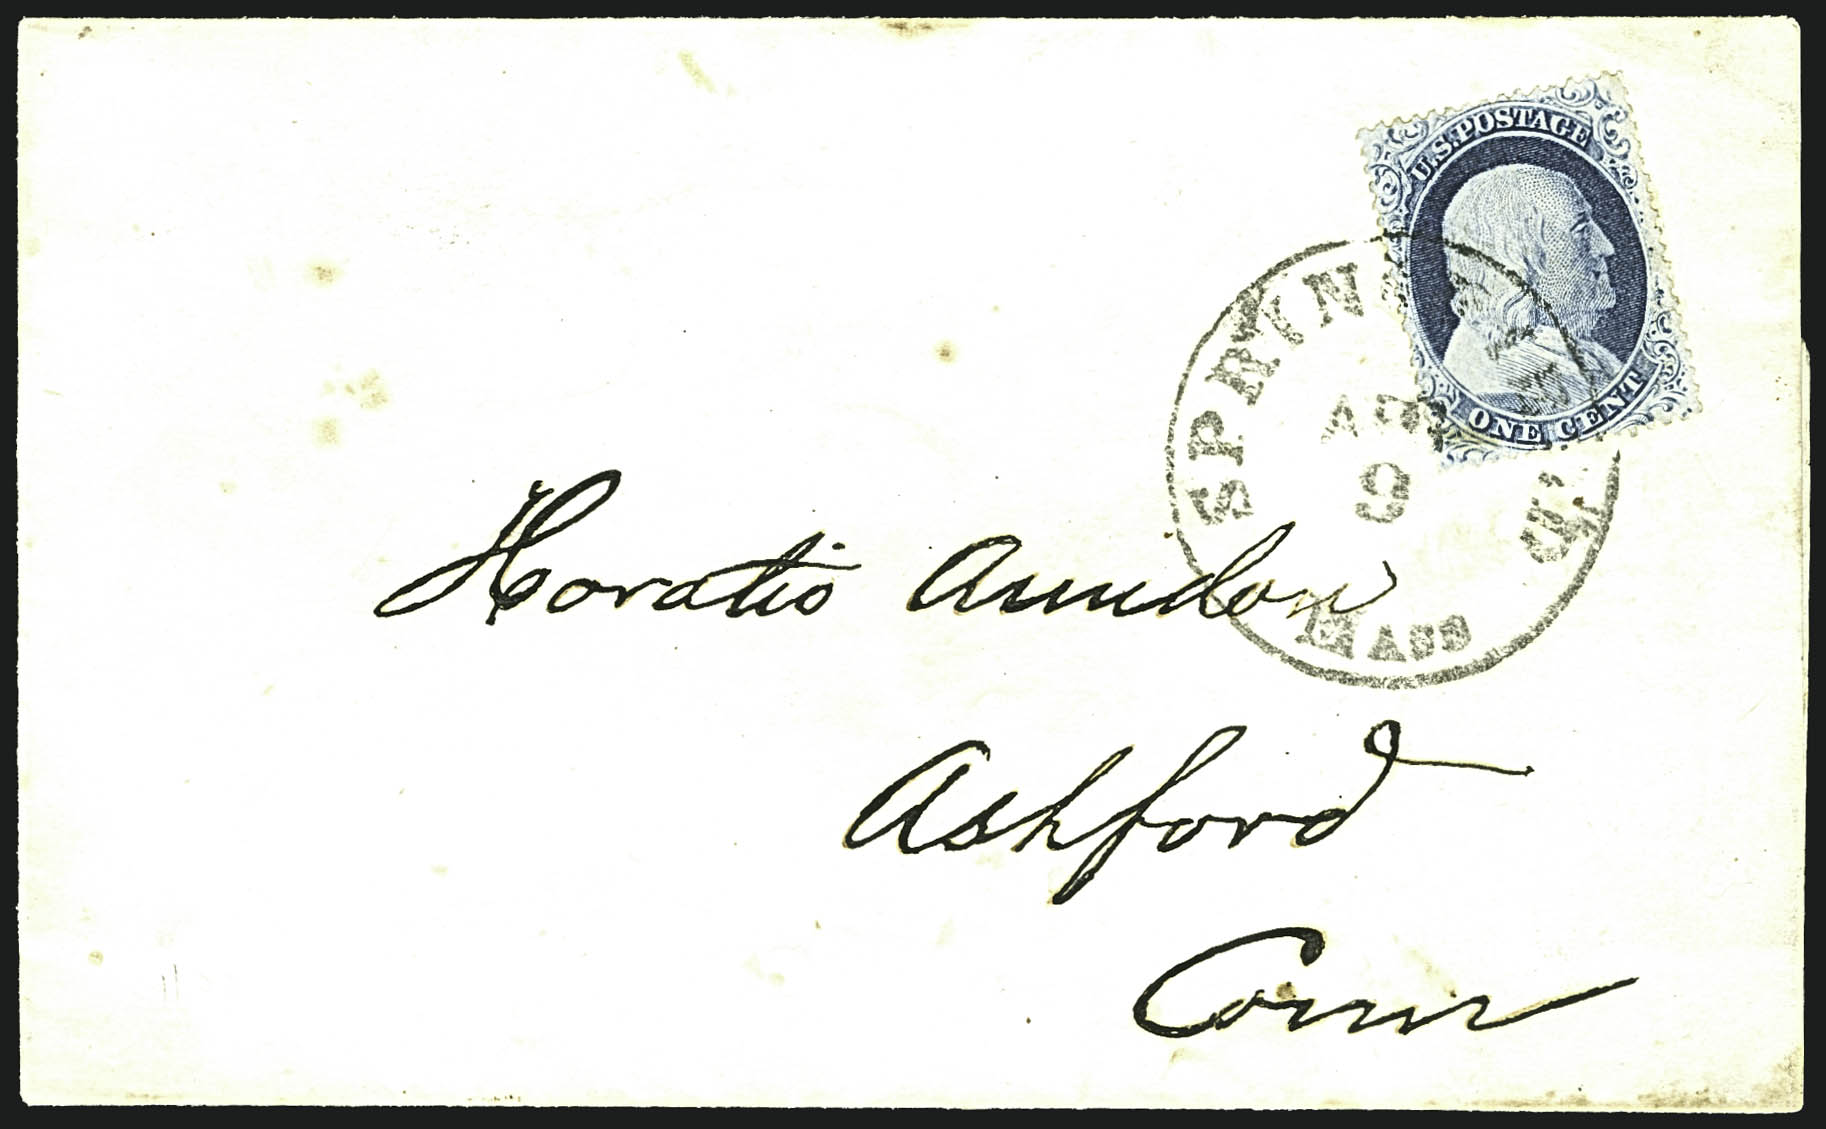 U.S. POSTAGE
ONE CENT
SPRIN
9
MASS
Horatio Amidon
Ashford
Conn